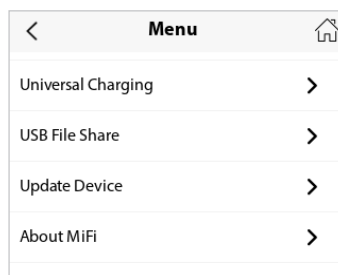 Menu
Universal Charging
USB File Share
Update Device
About MiFi